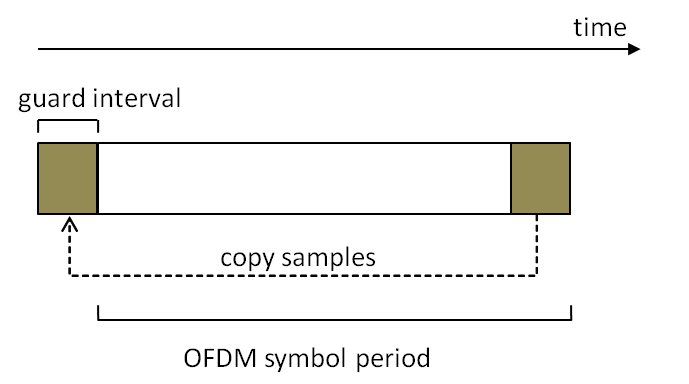 time
guard interval
copy samples
OFDM symbol period